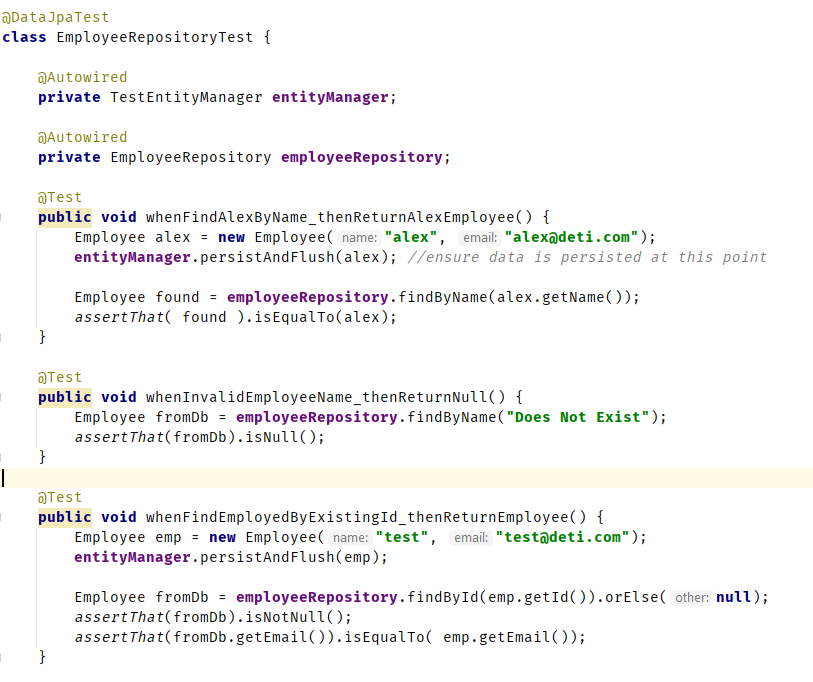 @DataJpaTest
class EmployeeRepositoryTest {
@Autowired
private TestEntityManager entityManager;
@Autowired
private EmployeeRepository employeeRepository;
@Test
public void whenFindAlexByName_thenReturnAlexEmployee() {
Employee alex = new Employee( name: "alex", email: "alex@deti.com");
entityManager.persistAndFlush(alex); //ensure data is persisted at this point
Employee found = employeeRepository.findByName(alex.getName());
assertThat( found ).isEqualTo(alex);
}
@Test
public void whenInvalidEmployeeName_thenReturnNull() {
Employee fromDb = employeeRepository.findByName("Does Not Exist");
assertThat(fromDb).isNull();
}
@Test
public void whenFindEmployedByExistingId_thenReturnEmployee() {
Employee emp = new Employee( name: "test", email: "test@deti.com");
entityManager.persistAndFlush(emp);
Employee fromDb = employeeRepository.findById(emp.getId()).orElse( other: null);
assertThat(fromDb).isNotNull();
assertThat(fromDb.getEmail()).isEqualTo( emp.getEmail());
}